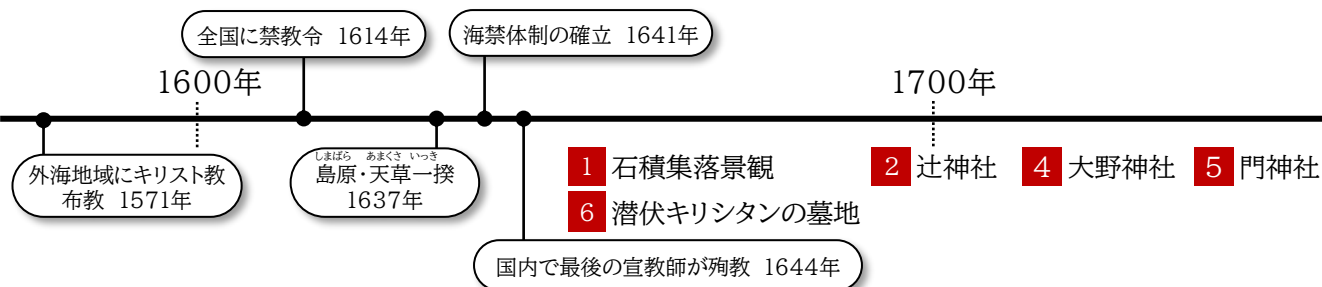 全国に禁教令 1614年
海禁体制の確立 1641年
1600年
1700年
外海地域にキリスト教
布教 1571年
しまばら あまくさ いっき
島原・天草一揆
1637年
1 石積集落景観
2 辻神社
4 大野神社
5 門神社
6 潜伏キリシタンの墓地
国内で最後の宣教師が殉教 1644年